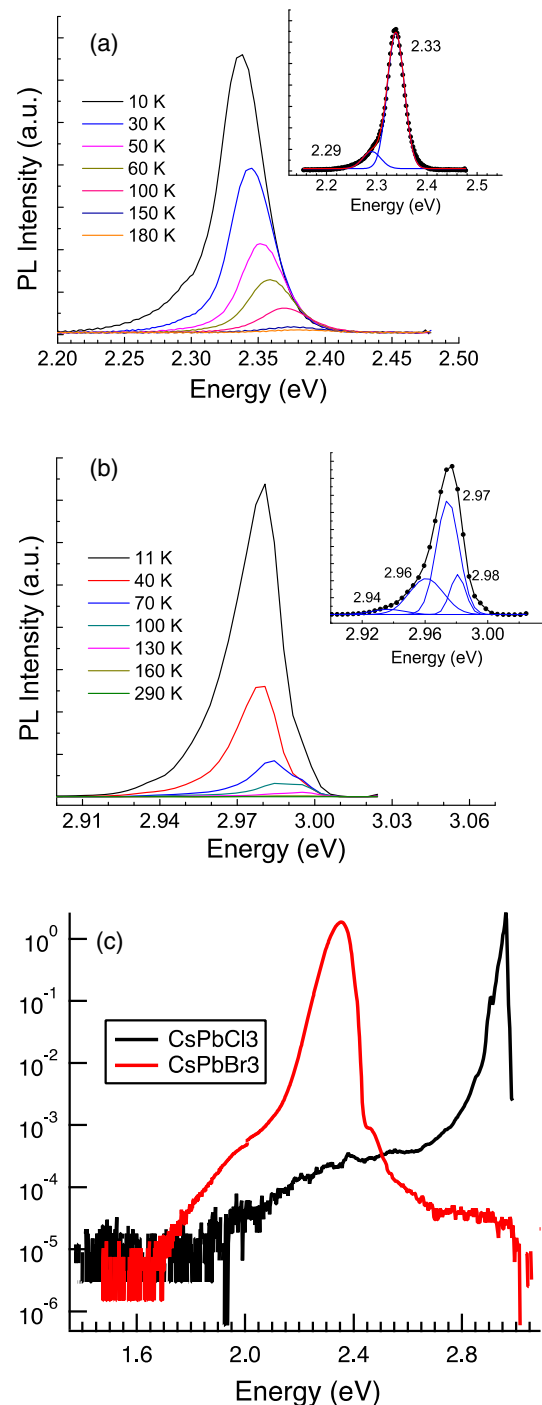 (a)
10 K
30 K
50 K
60 K
100 K
150 K
180 K
PL Intensity (a.u.)
2.20 2.25 2.30 2.35 2.40 2.45 2.50
Energy (eV)
2.33
2.29
2.2 2.3 2.4 2.5
Energy (eV)
(b)
11 K
40 K
70 K
100 K
130 K
160 K
290 K
PL Intensity (a.u.)
2.91 2.94 2.97 3.00 3.03 3.06
Energy (eV)
2.97
2.96
2.98
2.94
2.92 2.96 3.00
Energy (eV)
(c)
CsPbCl3
CsPbBr3
10⁰
10⁻¹
10⁻²
10⁻³
10⁻⁴
10⁻⁵
10⁻⁶
1.6 2.0 2.4 2.8
Energy (eV)